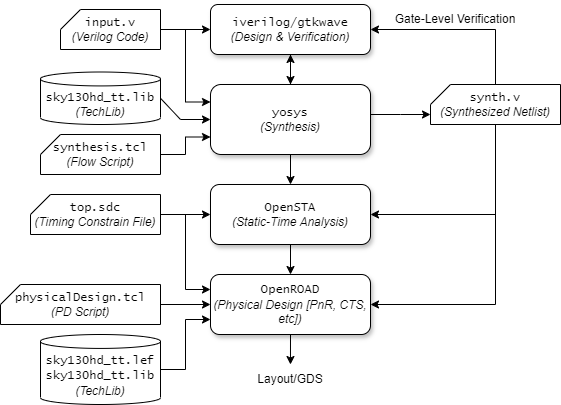 input.v
(Verilog Code)
iverilog/gtkwave
(Design & Verification)
Gate-Level Verification
sky130hd_tt.lib
(TechLib)
yosys
(Synthesis)
synth.v
(Synthesized Netlist)
synthesis.tcl
(Flow Script)
top.sdc
(Timing Constrain File)
OpenSTA
(Static-Time Analysis)
physicalDesign.tcl
(PD Script)
OpenROAD
(Physical Design [PnR, CTS,
etc])
sky130hd_tt.lef
sky130hd_tt.lib
(TechLib)
Layout/GDS